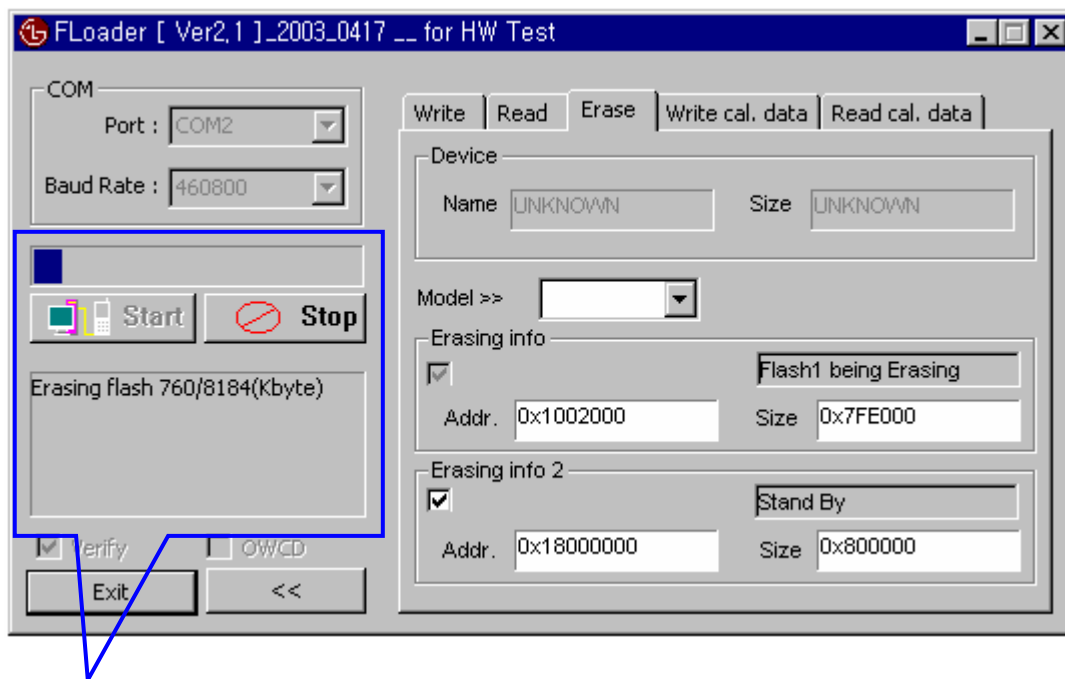 FLoader [ Ver2,1 ]_2003_0417 __ for HW Test
COM
Port : COM2
Baud Rate : 460800
Start
Stop
Erasing flash 760/8184(Kbyte)
Verify
OWCD
Exit
<<
Write
Read
Erase
Write cal. data
Read cal. data
Device
Name UNKNOWN
Size UNKNOWN
Model >>
Erasing info
Flash1 being Erasing
Addr. 0x1002000
Size 0x7FE000
Erasing info 2
Stand By
Addr. 0x18000000
Size 0x800000